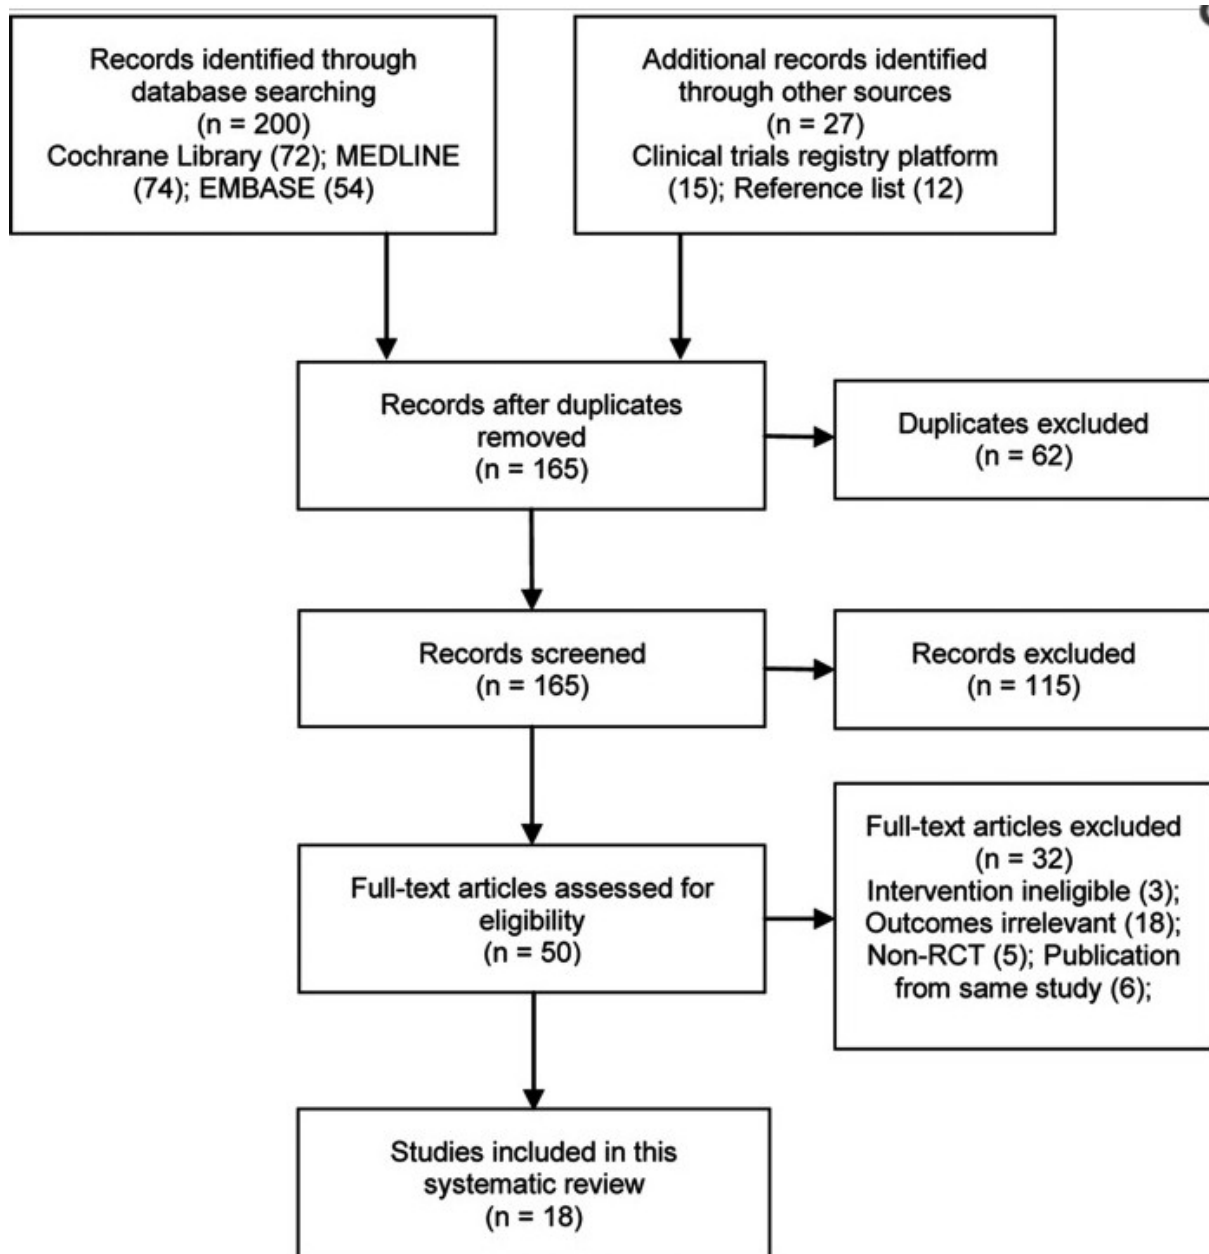 Records identified through
database searching
(n = 200)
Cochrane Library (72); MEDLINE
(74); EMBASE (54)
Additional records identified
through other sources
(n = 27)
Clinical trials registry platform
(15); Reference list (12)
Records after duplicates
removed
(n = 165)
Duplicates excluded
(n = 62)
Records screened
(n = 165)
Records excluded
(n = 115)
Full-text articles assessed for
eligibility
(n = 50)
Full-text articles excluded
(n = 32)
Intervention ineligible (3);
Outcomes irrelevant (18);
Non-RCT (5); Publication
from same study (6);
Studies included in this
systematic review
(n = 18)